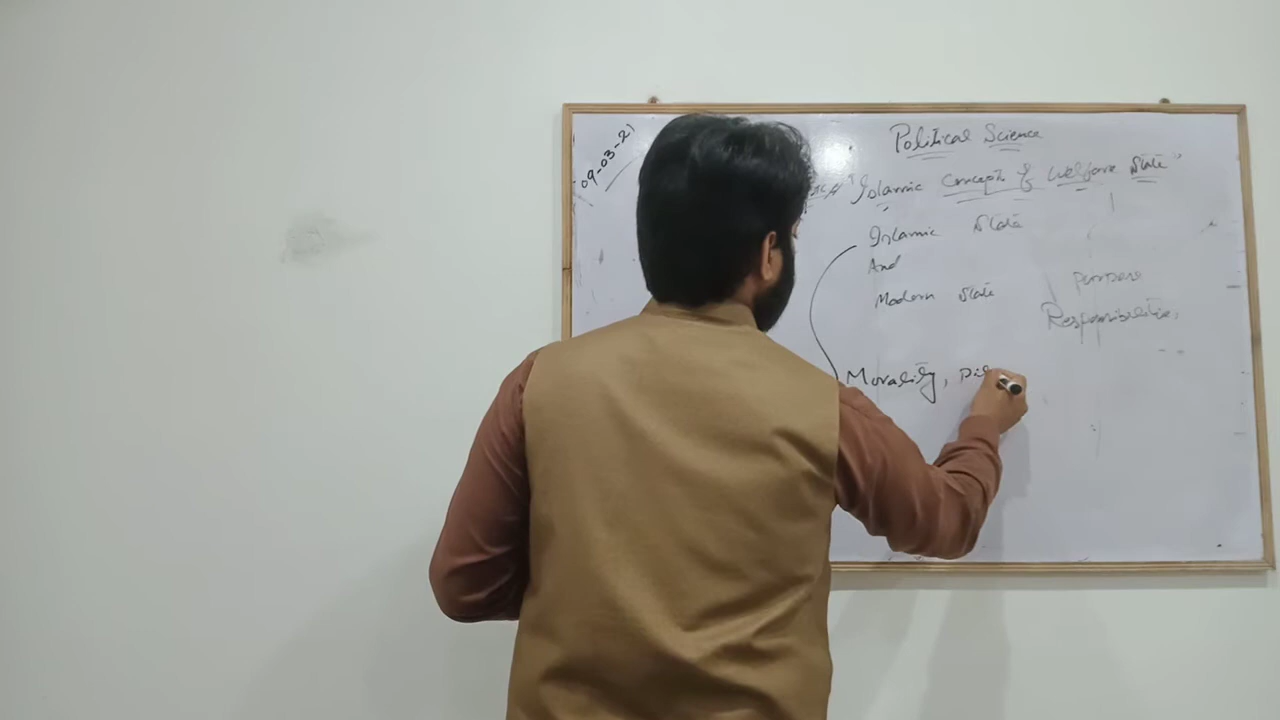 09-03-21
Political Science
"Islamic Concept of Welfare State"
Islamic State
And
Modern State
Purpose
Responsibilities,
Morality,